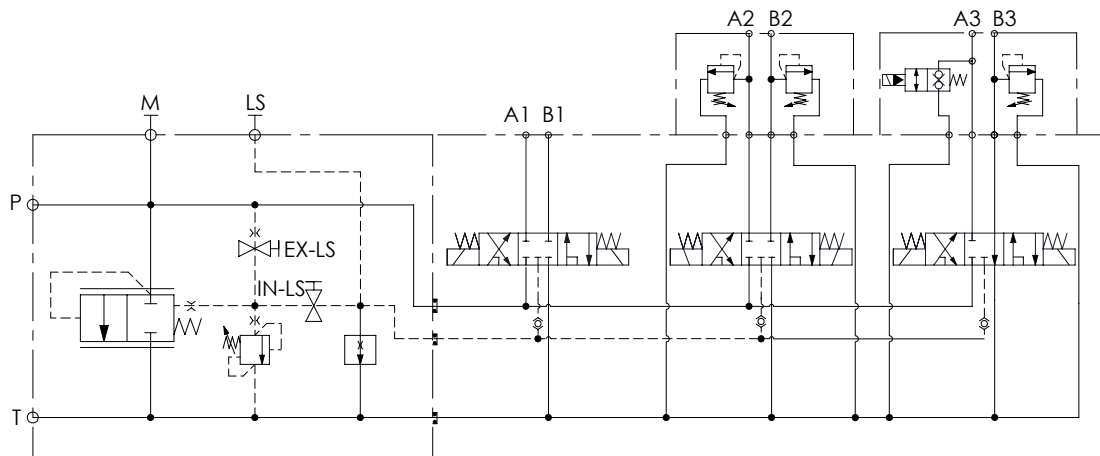 A2 B2
A3 B3
M
LS
A1 B1
P
EX-LS
IN-LS
T